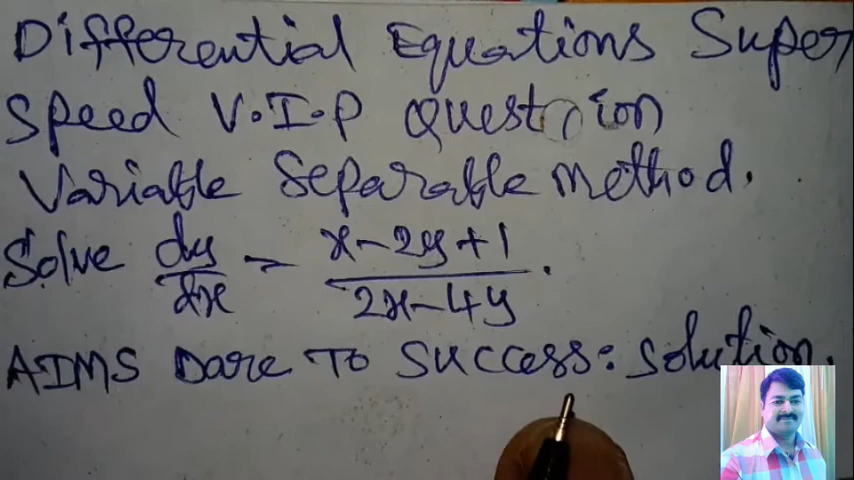 Differential Equations Super
Speed V.I.P Question
Variable Separable Method.
Solve dy/dx = x-2y+1/2x-4y.
AIMS Dare To Success: Solution.